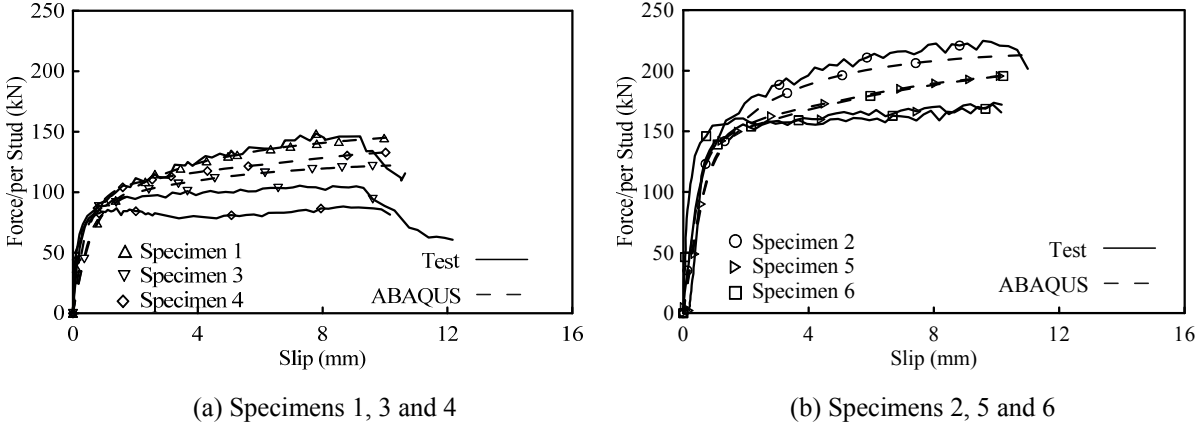 250
200
150
100
50
0
Force/per Stud (kN)
Specimen 1
Specimen 3
Specimen 4
Test
ABAQUS
0 4 8 12 16
Slip (mm)
(a) Specimens 1, 3 and 4
250
200
150
100
50
0
Force/per Stud (kN)
Specimen 2
Specimen 5
Specimen 6
Test
ABAQUS
0 4 8 12 16
Slip (mm)
(b) Specimens 2, 5 and 6